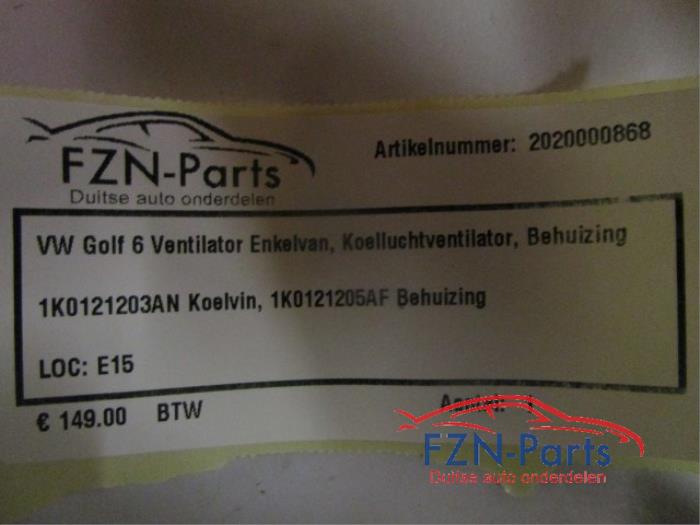 FZN-Parts
Duitse auto onderdelen
Artikelnummer: 2020000868
VW Golf 6 Ventilator Enkelvan, Koelluchtventilator, Behuizing
1K0121203AN Koelvin, 1K0121205AF Behuizing
LOC: E15
€ 149.00 BTW
Aantal:
FZN-Parts
Duitse auto onderdelen